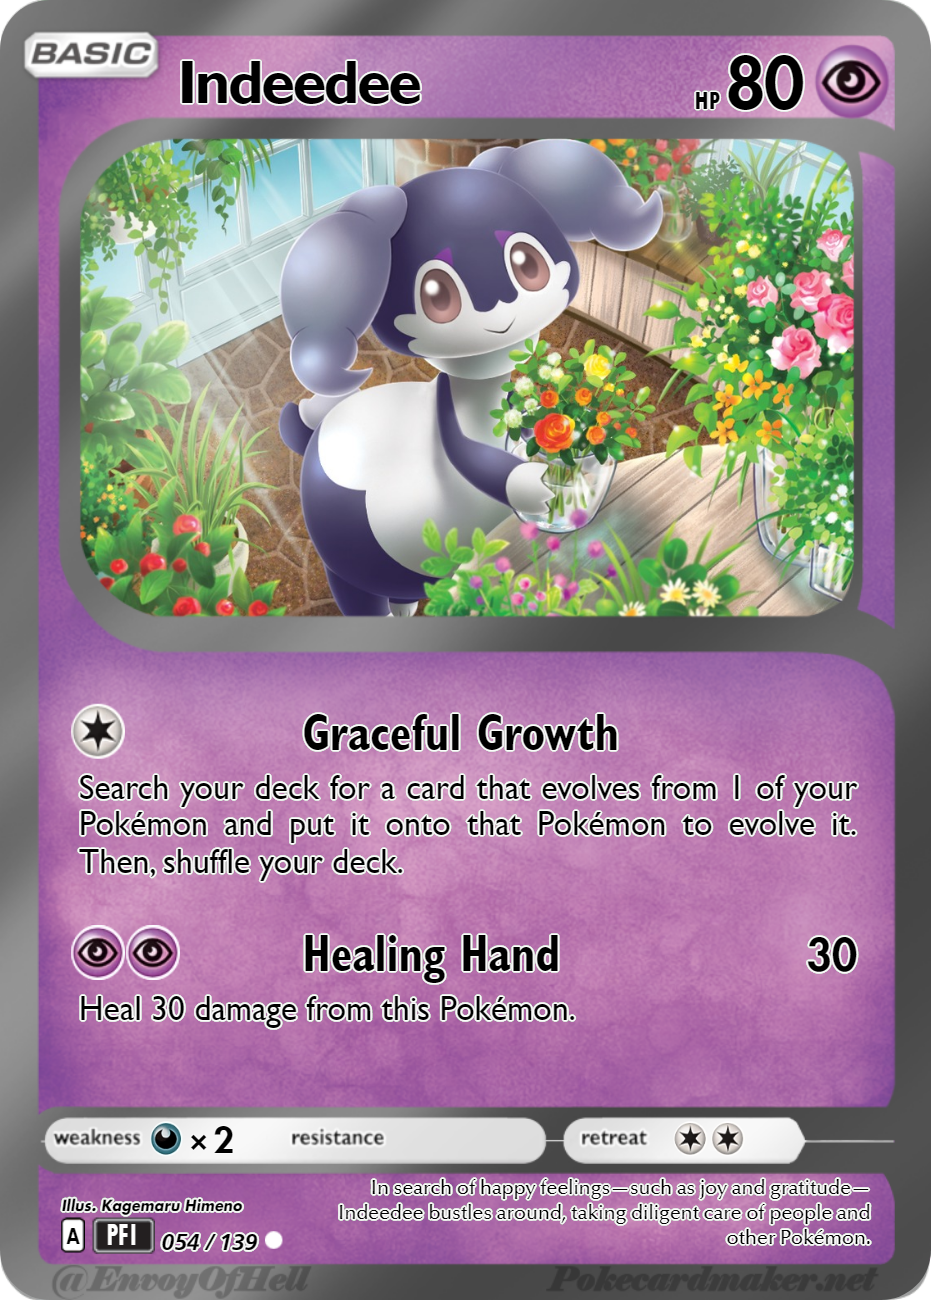 BASIC
Indeedee
HP 80
Graceful Growth
Search your deck for a card that evolves from 1 of your
Pokémon and put it onto that Pokémon to evolve it.
Then, shuffle your deck.
Healing Hand 30
Heal 30 damage from this Pokémon.
weakness × 2 resistance retreat
Illus. Kagemaru Himeno
A PFI 054 / 139
In search of happy feelings—such as joy and gratitude—
Indeedee bustles around, taking diligent care of people and
other Pokémon.
@EnvoyOfHell
Pokecardmaker.net